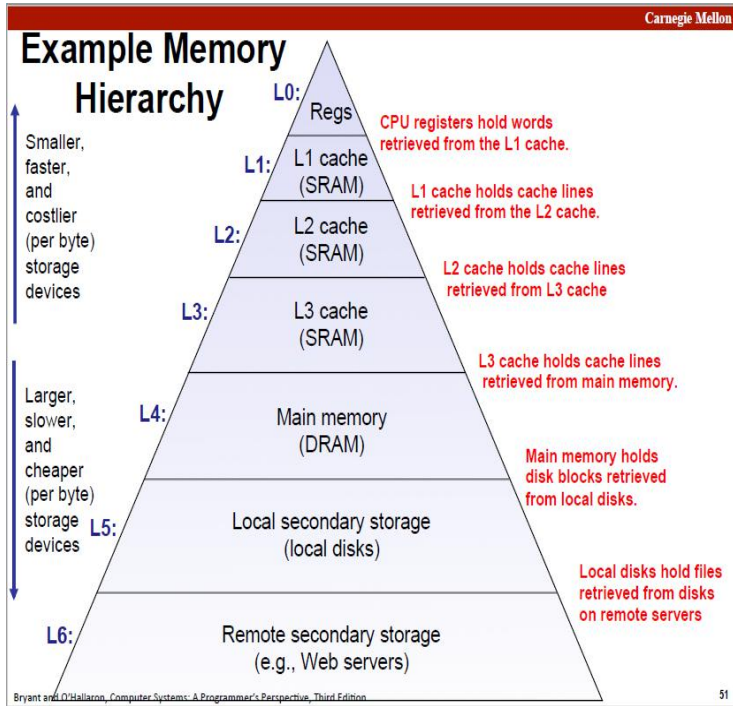 Carnegie Mellon
Example Memory
Hierarchy
Smaller,
faster,
and
costlier
(per byte)
storage
devices
Larger,
slower,
and
cheaper
(per byte)
storage
devices
L0:
Regs
CPU registers hold words
retrieved from the L1 cache.
L1:
L1 cache
(SRAM)
L1 cache holds cache lines
retrieved from the L2 cache.
L2:
L2 cache
(SRAM)
L2 cache holds cache lines
retrieved from L3 cache
L3:
L3 cache
(SRAM)
L3 cache holds cache lines
retrieved from main memory.
L4:
Main memory
(DRAM)
Main memory holds
disk blocks retrieved
from local disks.
L5:
Local secondary storage
(local disks)
Local disks hold files
retrieved from disks
on remote servers
L6:
Remote secondary storage
(e.g., Web servers)
Bryant and O'Hallaron, Computer Systems: A Programmer's Perspective, Third Edition
51